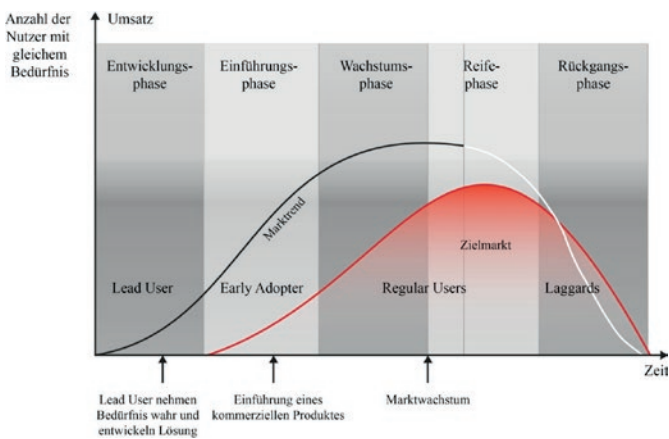 Anzahl der
Nutzer mit
gleichem
Bedürfnis
Umsatz
Entwicklungs-
phase
Einführungs-
phase
Wachstums-
phase
Reife-
phase
Rückgangs-
phase
Marktrend
Zielmarkt
Lead User
Early Adopter
Regular Users
Laggards
Zeit
Lead User nehmen
Bedürfnis wahr und
entwickeln Lösung
Einführung eines
kommerziellen Produktes
Marktwachstum